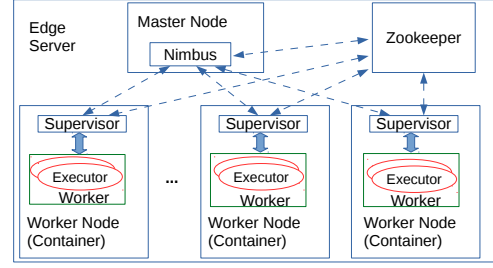 Edge
Server
Master Node
Nimbus
Zookeeper
Supervisor
Executor
Worker
Worker Node
(Container)
...
Supervisor
Executor
Worker
Worker Node
(Container)
Supervisor
Executor
Worker
Worker Node
(Container)